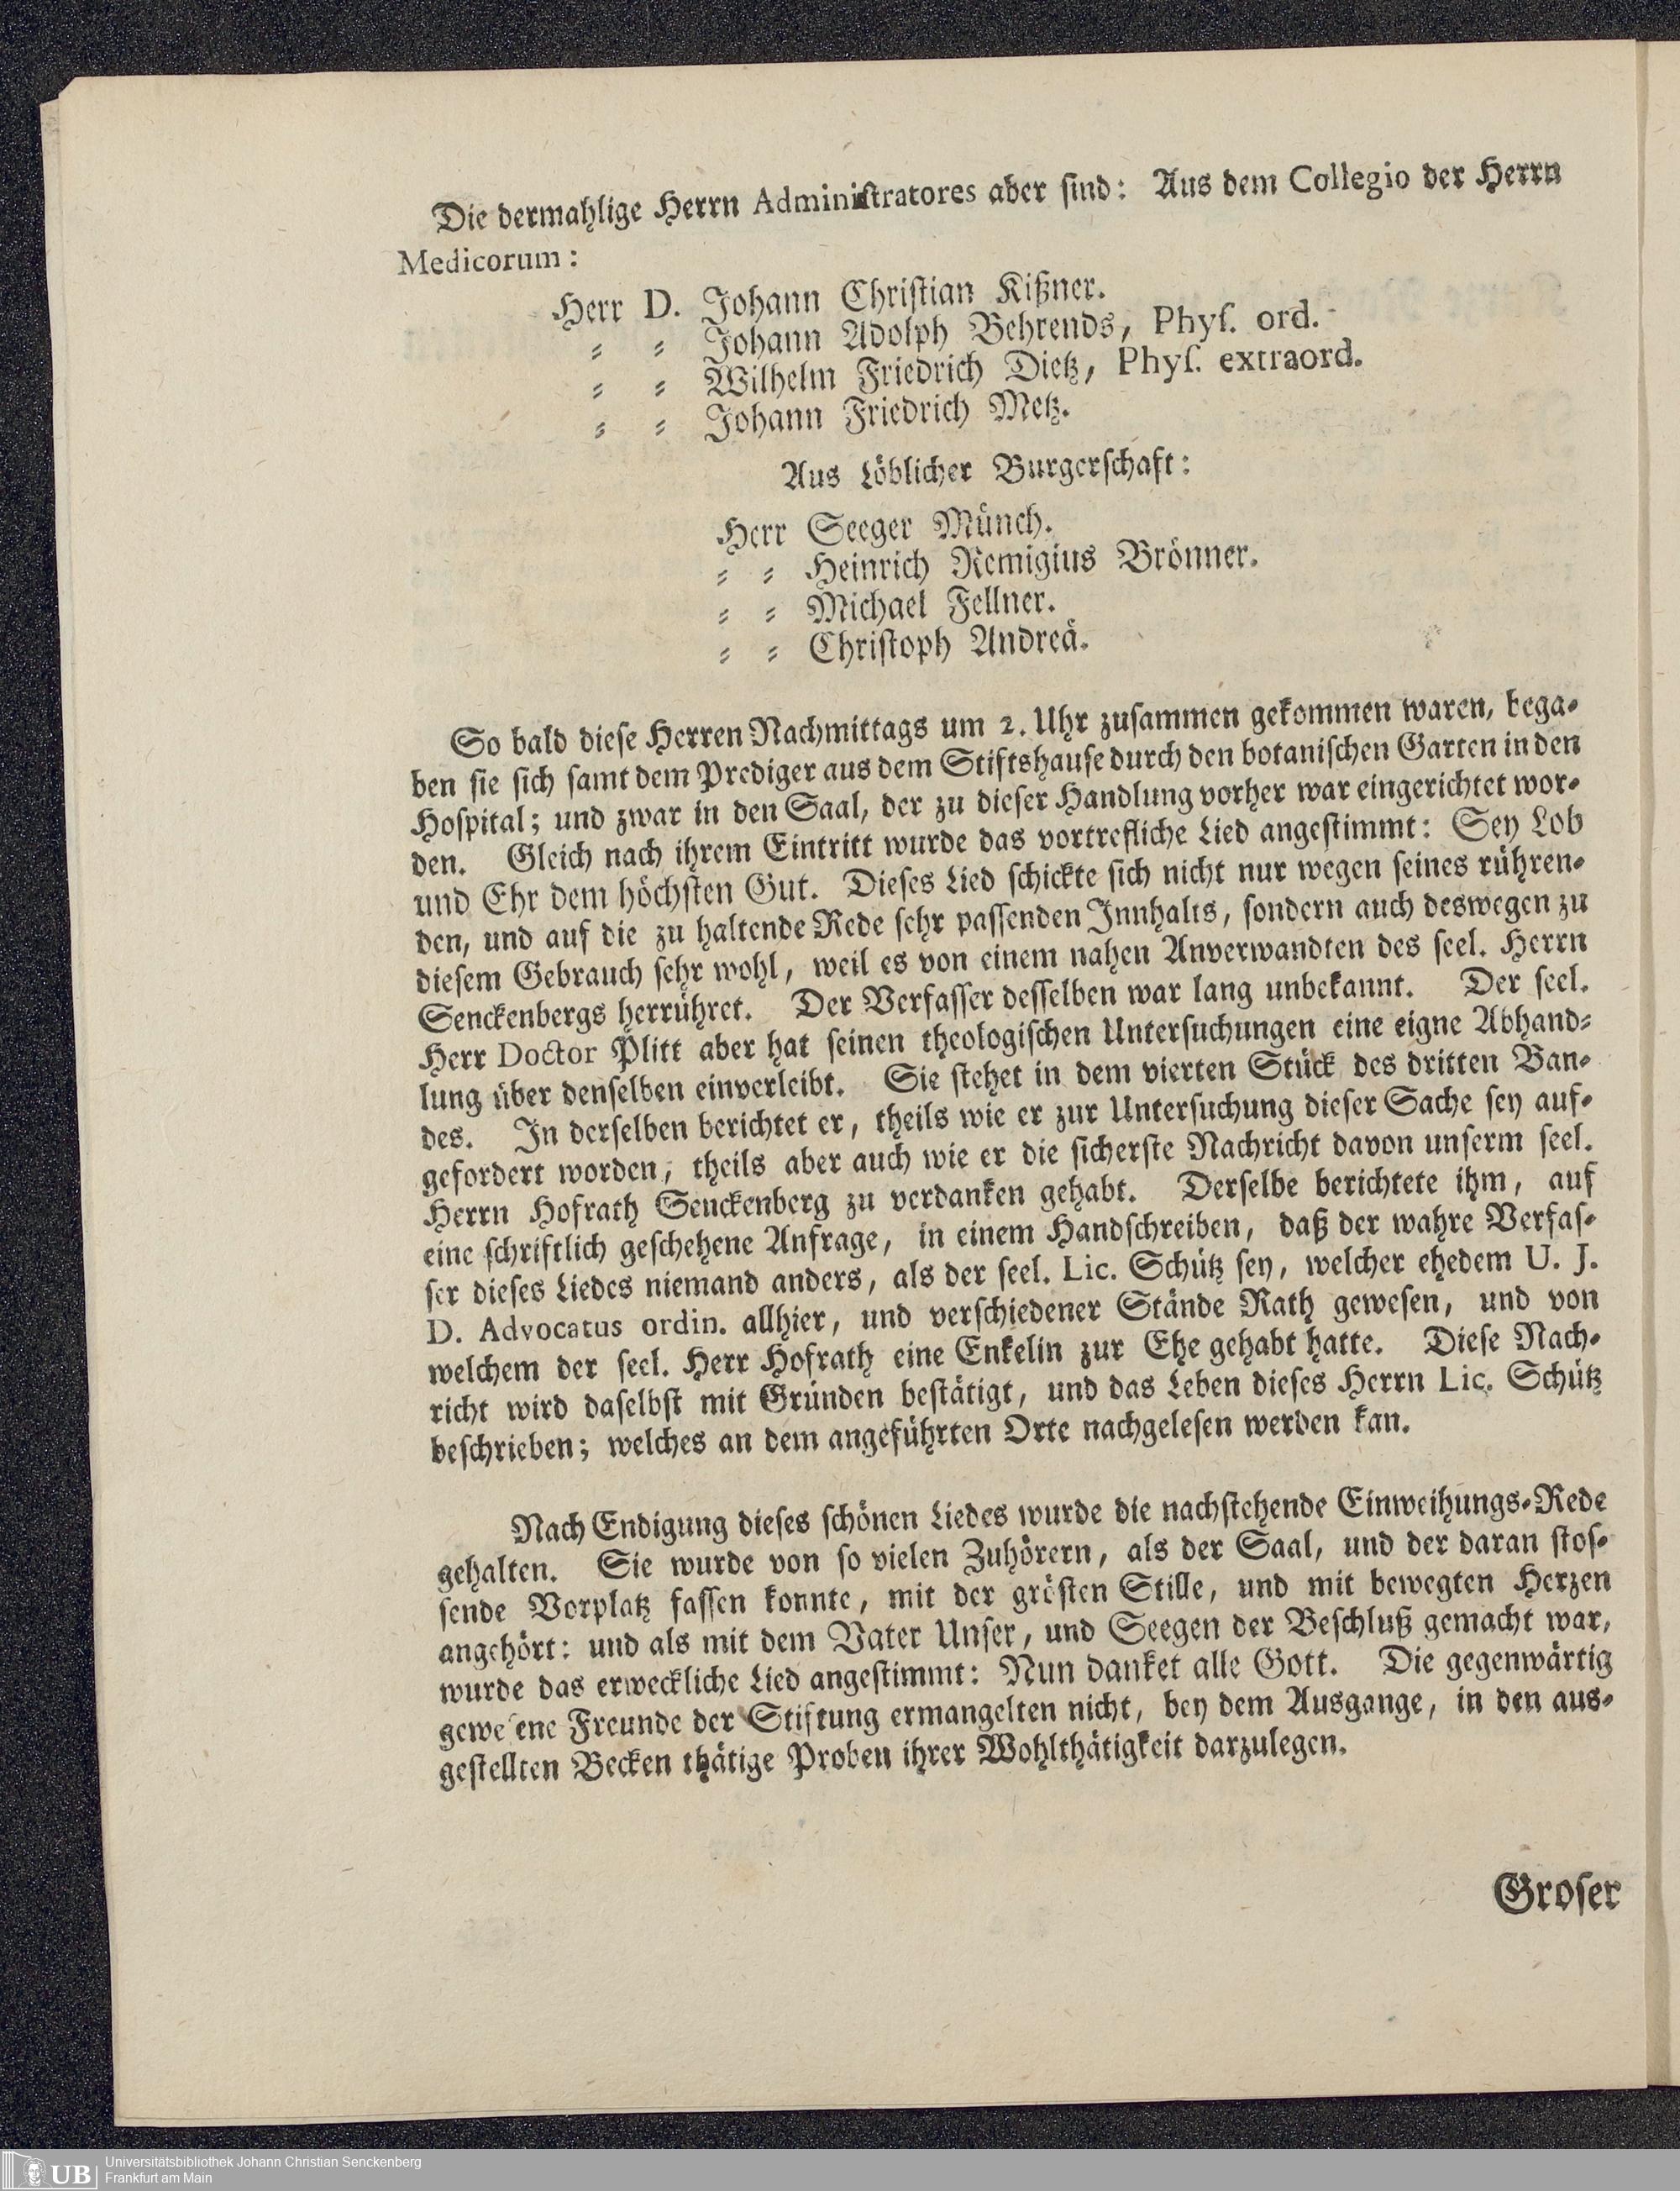 Die dermahlige Herrn Administratores aber sind: Aus dem Collegio der Herrn
Medicorum:
Herr D. Johann Christian Kißner.
⸗ ⸗ Johann Adolph Behrends, Phyſ. ord.
⸗ ⸗ Wilhelm Friedrich Dietz, Phyſ. extraord.
⸗ ⸗ Johann Friedrich Metz.
Aus Löblicher Burgerſchaft:
Herr Seeger Münch.
⸗ ⸗ Heinrich Remigius Brönner.
⸗ ⸗ Michael Fellner.
⸗ ⸗ Chriſtoph Andreä.
So bald dieſe Herren Nachmittags um 2. Uhr zuſammen gekommen waren, bega⸗
ben ſie ſich ſamt dem Prediger aus dem Stiftshauſe durch den botaniſchen Garten in den
Hoſpital; und zwar in den Saal, der zu dieſer Handlung vorher war eingerichtet wor⸗
den. Gleich nach ihrem Eintritt wurde das vortrefliche Lied angeſtimmt: Sey Lob
und Ehr dem höchſten Gut. Dieſes Lied ſchickte ſich nicht nur wegen ſeines rühren⸗
den, und auf die zu haltende Rede ſehr paſſenden Innhalts, ſondern auch deswegen zu
dieſem Gebrauch ſehr wohl, weil es von einem nahen Anverwandten des ſeel. Herrn
Senckenbergs herrühret. Der Verfaſſer deſſelben war lang unbekannt. Der ſeel.
Herr Doctor Plitt aber hat ſeinen theologiſchen Unterſuchungen eine eigne Abhand⸗
lung über denſelben einverleibt. Sie ſtehet in dem vierten Stück des dritten Ban⸗
des. In derſelben berichtet er, theils wie er zur Unterſuchung dieſer Sache ſey auf⸗
gefordert worden, theils aber auch wie er die ſicherſte Nachricht davon unſerm ſeel.
Herrn Hofrath Senckenberg zu verdanken gehabt. Derſelbe berichtete ihm, auf
eine ſchriftlich geſchehene Anfrage, in einem Handſchreiben, daß der wahre Verfaſ⸗
ſer dieſes Liedes niemand anders, als der ſeel. Lic. Schütz ſey, welcher ehedem U. J.
D. Advocatus ordin. allhier, und verſchiedener Stände Rath geweſen, und von
welchem der ſeel. Herr Hofrath eine Enkelin zur Ehe gehabt hatte. Dieſe Nach⸗
richt wird daſelbſt mit Gründen beſtätigt, und das Leben dieſes Herrn Lic. Schütz
beſchrieben; welches an dem angeführten Orte nachgeleſen werden kan.
Nach Endigung dieſes ſchönen Liedes wurde die nachſtehende Einweihungs⸗Rede
gehalten. Sie wurde von ſo vielen Zuhörern, als der Saal, und der daran ſtoſ⸗
ſende Vorplatz faſſen konnte, mit der gröſten Stille, und mit bewegten Herzen
angehört: und als mit dem Vater Unſer, und Seegen der Beſchluß gemacht war,
wurde das erweckliche Lied angeſtimmt: Nun danket alle Gott. Die gegenwärtig
geweſene Freunde der Stiftung ermangelten nicht, bey dem Ausgange, in den aus⸗
geſtellten Becken thätige Proben ihrer Wohlthätigkeit darzulegen.
Groſer
UB
Universitätsbibliothek Johann Christian Senckenberg
Frankfurt am Main